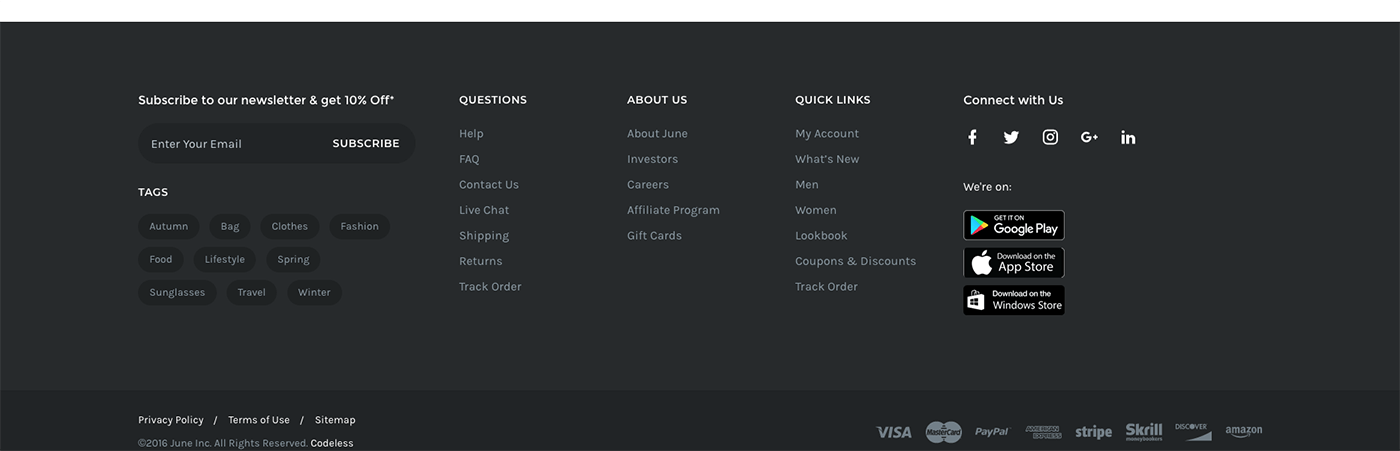 Subscribe to our newsletter & get 10% Off*
Enter Your Email SUBSCRIBE
TAGS
Autumn Bag Clothes Fashion
Food Lifestyle Spring
Sunglasses Travel Winter
QUESTIONS
Help
FAQ
Contact Us
Live Chat
Shipping
Returns
Track Order
ABOUT US
About June
Investors
Careers
Affiliate Program
Gift Cards
QUICK LINKS
My Account
What's New
Men
Women
Lookbook
Coupons & Discounts
Track Order
Connect with Us
We're on:
GET IT ON
Google Play
Download on the
App Store
Download on the
Windows Store
Privacy Policy / Terms of Use / Sitemap
©2016 June Inc. All Rights Reserved. Codeless
VISA MasterCard PayPal AMERICAN EXPRESS stripe Skrill moneybookers DISCOVER amazon